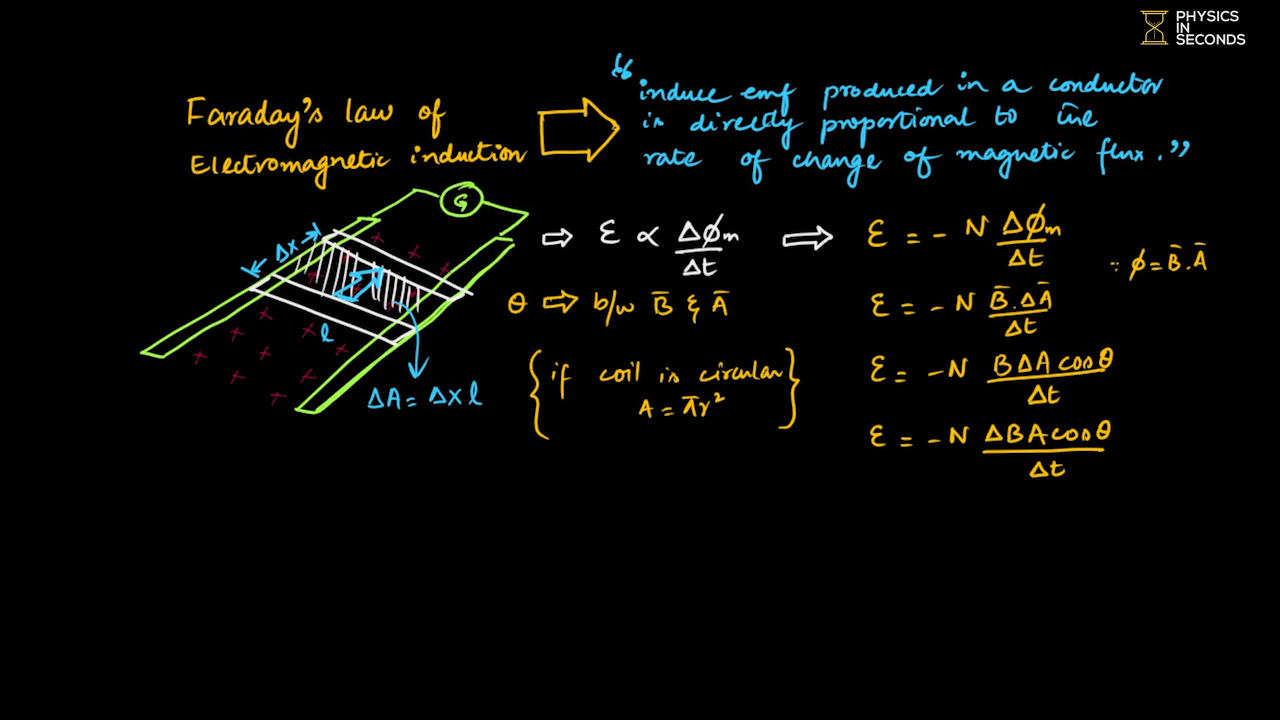 PHYSICS
IN
SECONDS
Faraday's law of
Electromagnetic induction
“induce emf produced in a conductor
is directly proportional to the
rate of change of magnetic flux.”
G
Δx
l
ΔA = Δx l
⇒ ε ∝ Δϕm/Δt ⇒ ε = - N Δϕm/Δt
∵ ϕ = B̄.Ā
θ ⇒ b/w B̄ & Ā
ε = - N B̄.ΔĀ/Δt
{if coil is circular
A = πr²}
ε = - N BΔA cosθ/Δt
ε = - N ΔBA cosθ/Δt